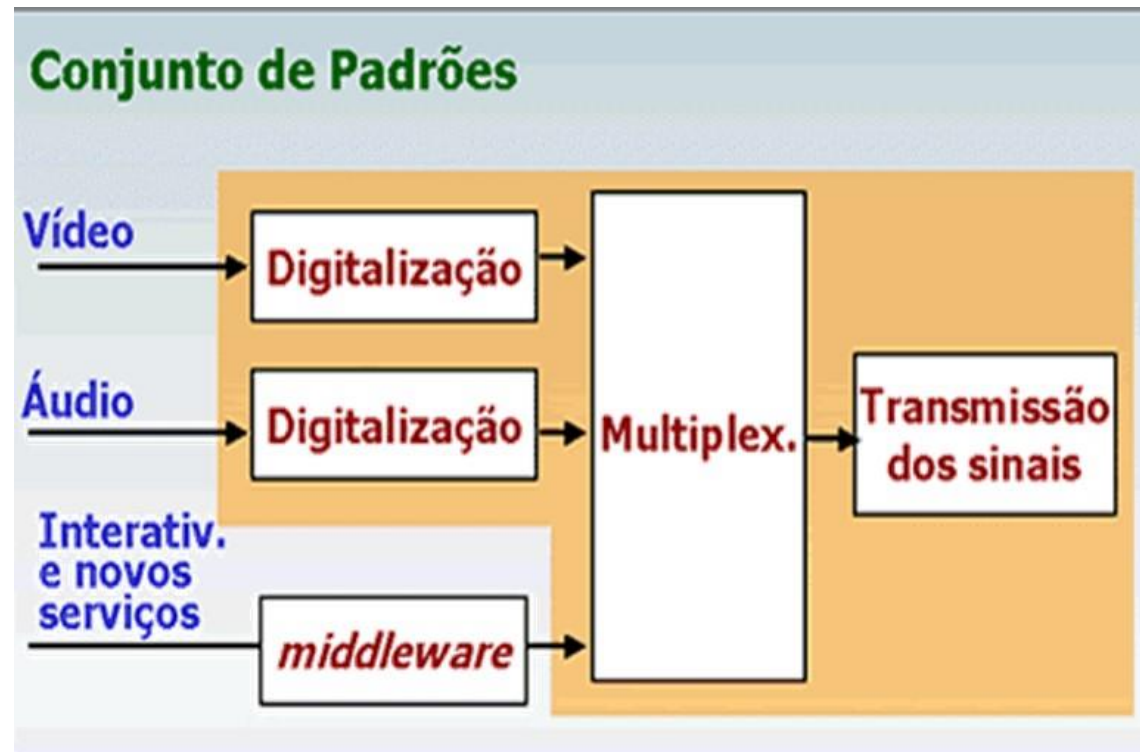 Conjunto de Padrões
Vídeo
Digitalização
Áudio
Digitalização
Multiplex.
Transmissão
dos sinais
Interativ.
e novos
serviços
middleware